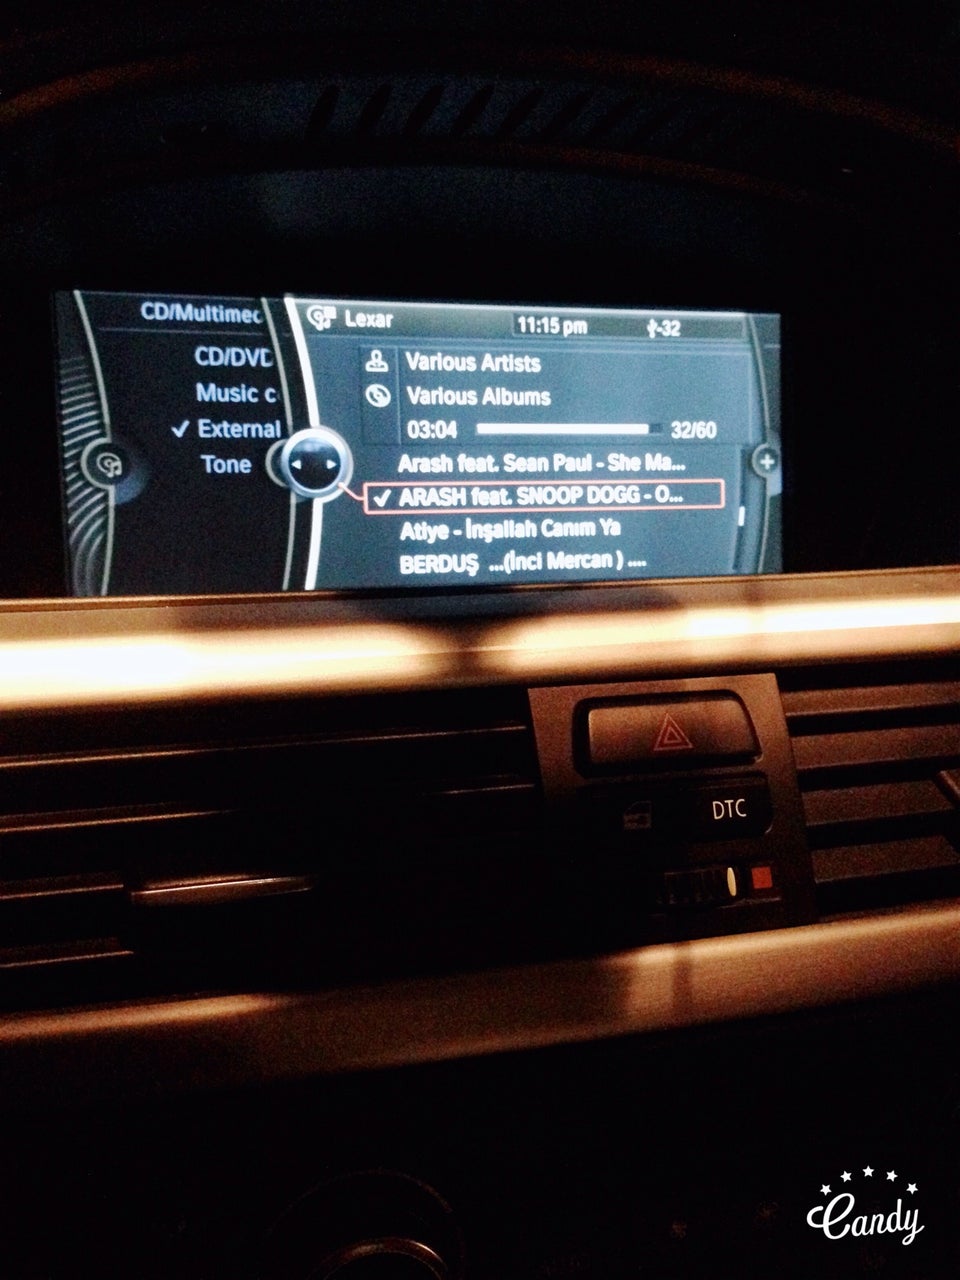 CD/Multimec
CD/DVD
Music c
✓ External
Tone
Lexar 11:15 pm -32
Various Artists
Various Albums
03:04 32/60
Arash feat. Sean Paul - She Ma...
✓ ARASH feat. SNOOP DOGG - O...
Atiye - İnşallah Canım Ya
BERDUŞ ...(İnci Mercan ) ....
DTC
Candy